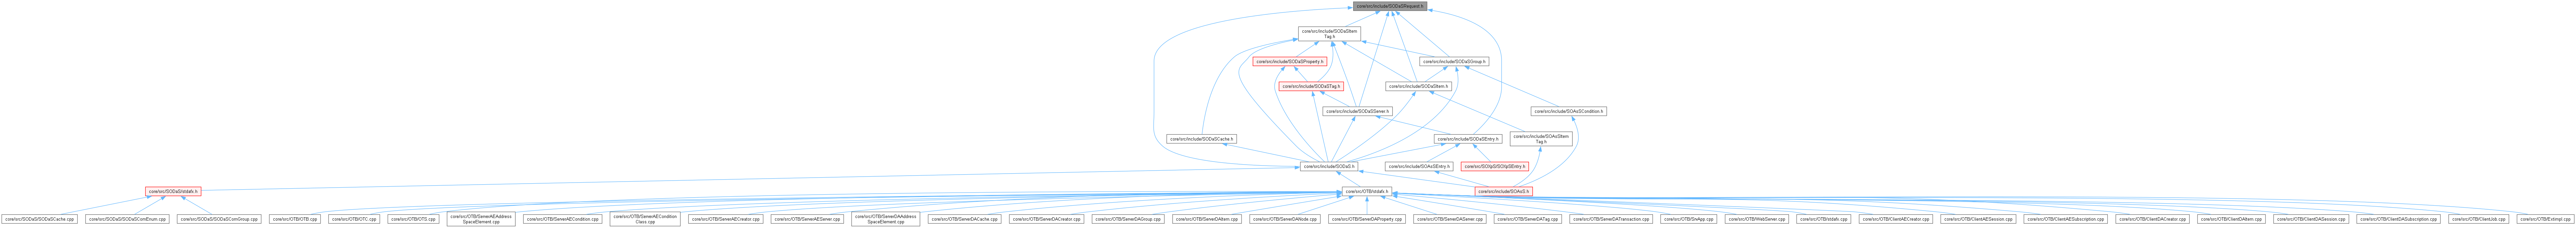 core/src/include/SODaSRequest.h
core/src/include/SODaSItem
Tag.h
core/src/include/SODaSProperty.h
core/src/include/SODaSGroup.h
core/src/include/SODaSTag.h
core/src/include/SODaSItem.h
core/src/include/SODaSServer.h
core/src/include/SOAsSCondition.h
core/src/include/SODaSCache.h
core/src/include/SODaSEntry.h
core/src/include/SOAsSItem
Tag.h
core/src/include/SODaS.h
core/src/include/SOAsSEntry.h
core/src/SOXpS/SOXpSEntry.h
core/src/SODaS/stdafx.h
core/src/OTB/stdafx.h
core/src/include/SOAsS.h
core/src/SODaS/SODaSCache.cpp
core/src/SODaS/SODaSComEnum.cpp
core/src/SODaS/SODaSComGroup.cpp
core/src/OTB/OTB.cpp
core/src/OTB/OTC.cpp
core/src/OTB/OTS.cpp
core/src/OTB/ServerAEAddress
SpaceElement.cpp
core/src/OTB/ServerAECondition.cpp
core/src/OTB/ServerAECondition
Class.cpp
core/src/OTB/ServerAECreator.cpp
core/src/OTB/ServerAEServer.cpp
core/src/OTB/ServerDAAddress
SpaceElement.cpp
core/src/OTB/ServerDACache.cpp
core/src/OTB/ServerDACreator.cpp
core/src/OTB/ServerDAGroup.cpp
core/src/OTB/ServerDAItem.cpp
core/src/OTB/ServerDANode.cpp
core/src/OTB/ServerDAProperty.cpp
core/src/OTB/ServerDAServer.cpp
core/src/OTB/ServerDATag.cpp
core/src/OTB/ServerDATransaction.cpp
core/src/OTB/SnApp.cpp
core/src/OTB/WebServer.cpp
core/src/OTB/stdafx.cpp
core/src/OTB/ClientAECreator.cpp
core/src/OTB/ClientAESession.cpp
core/src/OTB/ClientAESubscription.cpp
core/src/OTB/ClientDACreator.cpp
core/src/OTB/ClientDAItem.cpp
core/src/OTB/ClientDASession.cpp
core/src/OTB/ClientDASubscription.cpp
core/src/OTB/ClientJob.cpp
core/src/OTB/ExtImpl.cpp